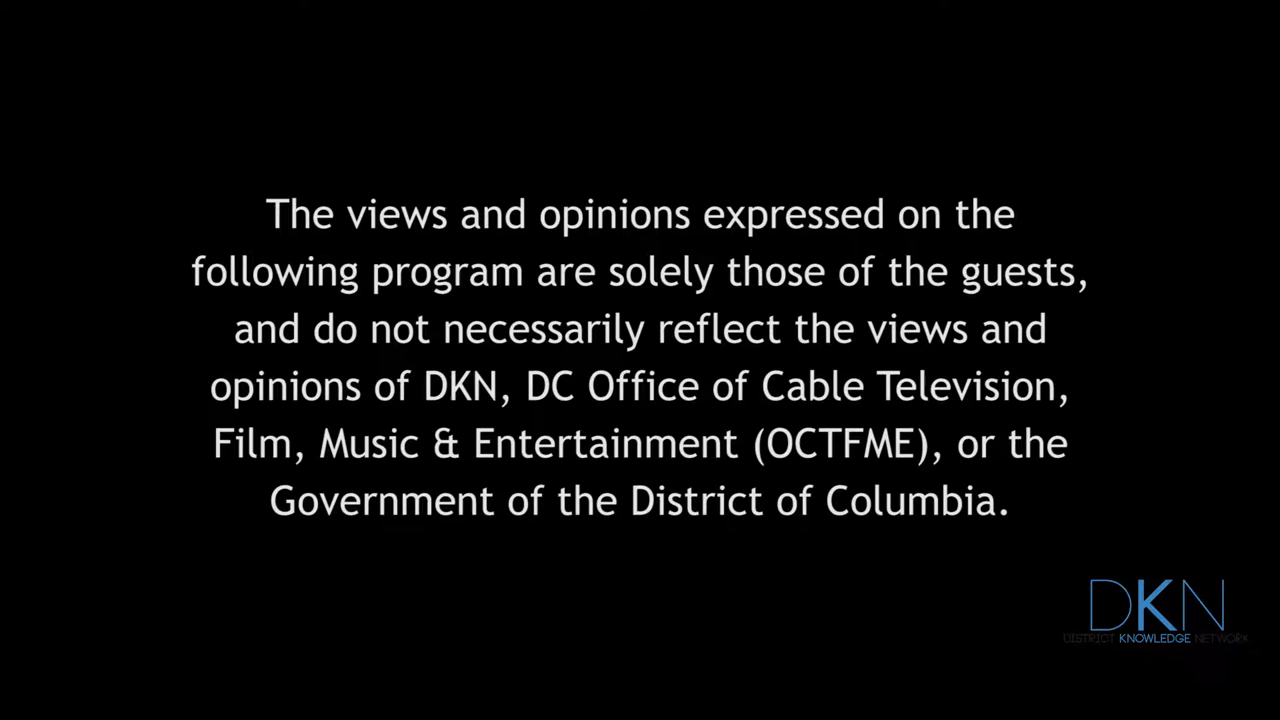 The views and opinions expressed on the
following program are solely those of the guests,
and do not necessarily reflect the views and
opinions of DKN, DC Office of Cable Television,
Film, Music & Entertainment (OCTFME), or the
Government of the District of Columbia.
DKN
DISTRICT KNOWLEDGE NETWORK